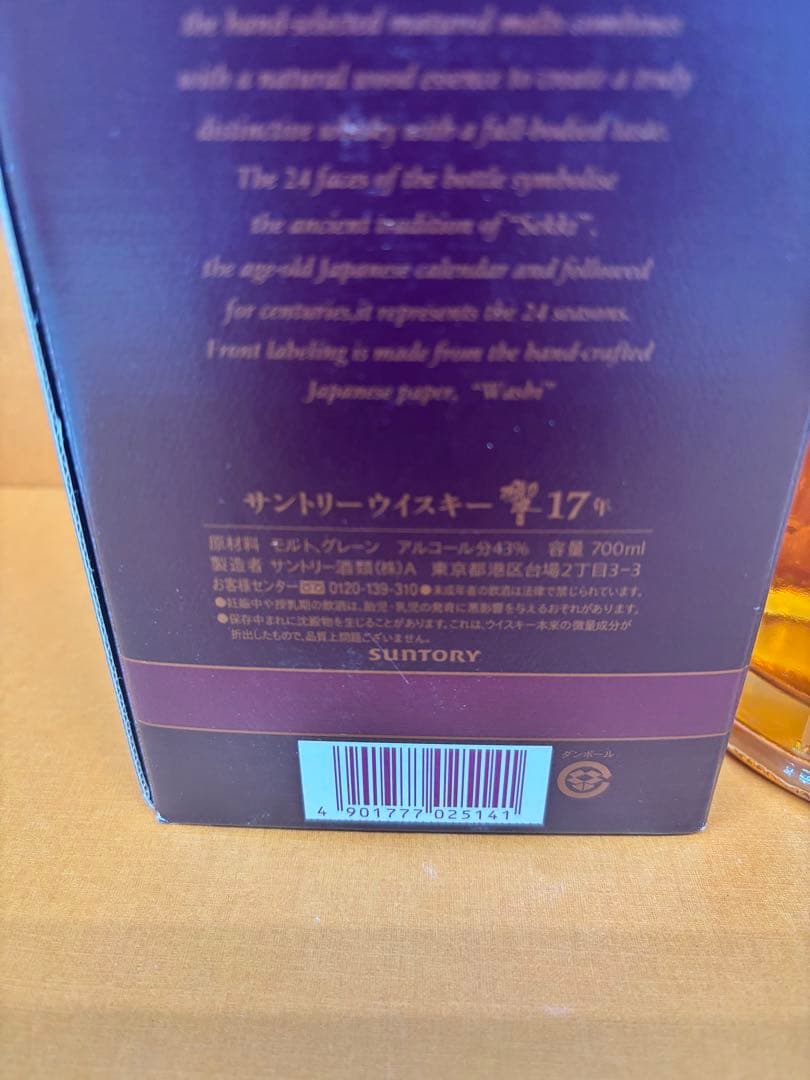 the hand-selected matured malts combines
with a natural wood essence to create a truly
distinctive whisky with a full-bodied taste.
The 24 faces of the bottle symbolise
the ancient tradition of "Sekki",
the age-old Japanese calendar and followed
for centuries,it represents the 24 seasons.
Front labeling is made from the hand-crafted
Japanese paper, "Washi"
サントリーウイスキー 響 17年
原材料 モルト、グレーン アルコール分43% 容量 700ml
製造者 サントリー酒類(株)A 東京都港区台場2丁目3-3
お客様センター 0120-139-310 ●未成年者の飲酒は法律で禁じられています。
●妊娠中や授乳期の飲酒は、胎児・乳児の発育に悪影響を与えるおそれがあります。
●保存中まれに沈殿物を生じることがあります。これは、ウイスキー本来の微量成分が
折出したもので、品質上問題ございません。
SUNTORY
ダンボール
4 901777 025141